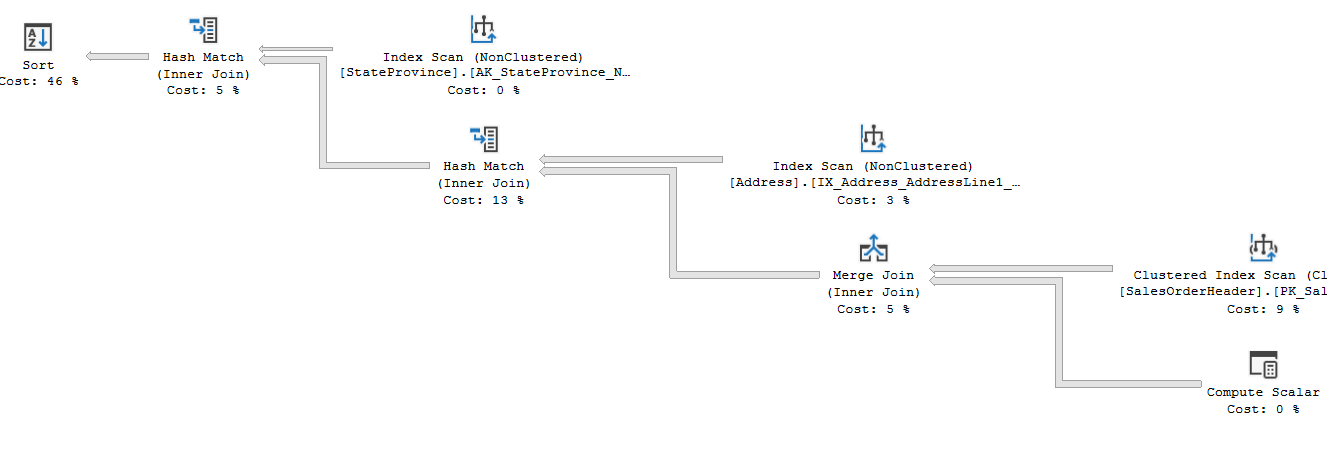 Sort
Cost: 46 %
Hash Match
(Inner Join)
Cost: 5 %
Index Scan (NonClustered)
[StateProvince].[AK_StateProvince_N…
Cost: 0 %
Hash Match
(Inner Join)
Cost: 13 %
Index Scan (NonClustered)
[Address].[IX_Address_AddressLine1_…
Cost: 3 %
Merge Join
(Inner Join)
Cost: 5 %
Clustered Index Scan (Cl
[SalesOrderHeader].[PK_Sal
Cost: 9 %
Compute Scalar
Cost: 0 %